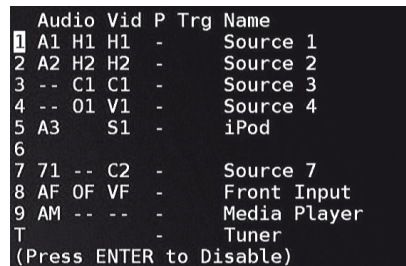 Audio Vid P Trg Name
1 A1 H1 H1 - Source 1
2 A2 H2 H2 - Source 2
3 -- C1 C1 - Source 3
4 -- O1 V1 - Source 4
5 A3 S1 - iPod
6
7 71 -- C2 - Source 7
8 AF OF VF - Front Input
9 AM -- -- - Media Player
T - Tuner
(Press ENTER to Disable)